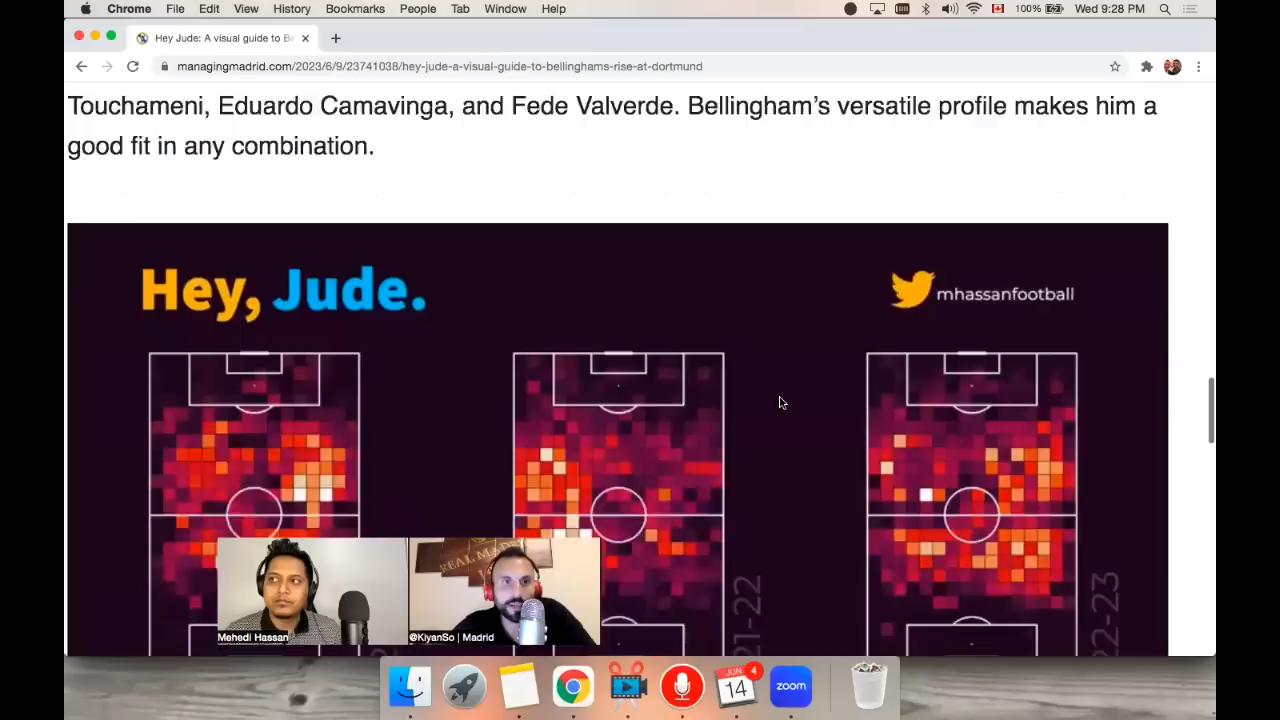 Chrome File Edit View History Bookmarks People Tab Window Help 100% Wed 9:28 PM
Hey Jude: A visual guide to Be
managingmadrid.com/2023/6/9/23741038/hey-jude-a-visual-guide-to-bellinghams-rise-at-dortmund
Touchameni, Eduardo Camavinga, and Fede Valverde. Bellingham’s versatile profile makes him a
good fit in any combination.
Hey, Jude.
mhassanfootball
21-22
22-23
REAL MADRID
Mehedi Hassan
@KiyanSo | Madrid
JUN
14
4
zoom